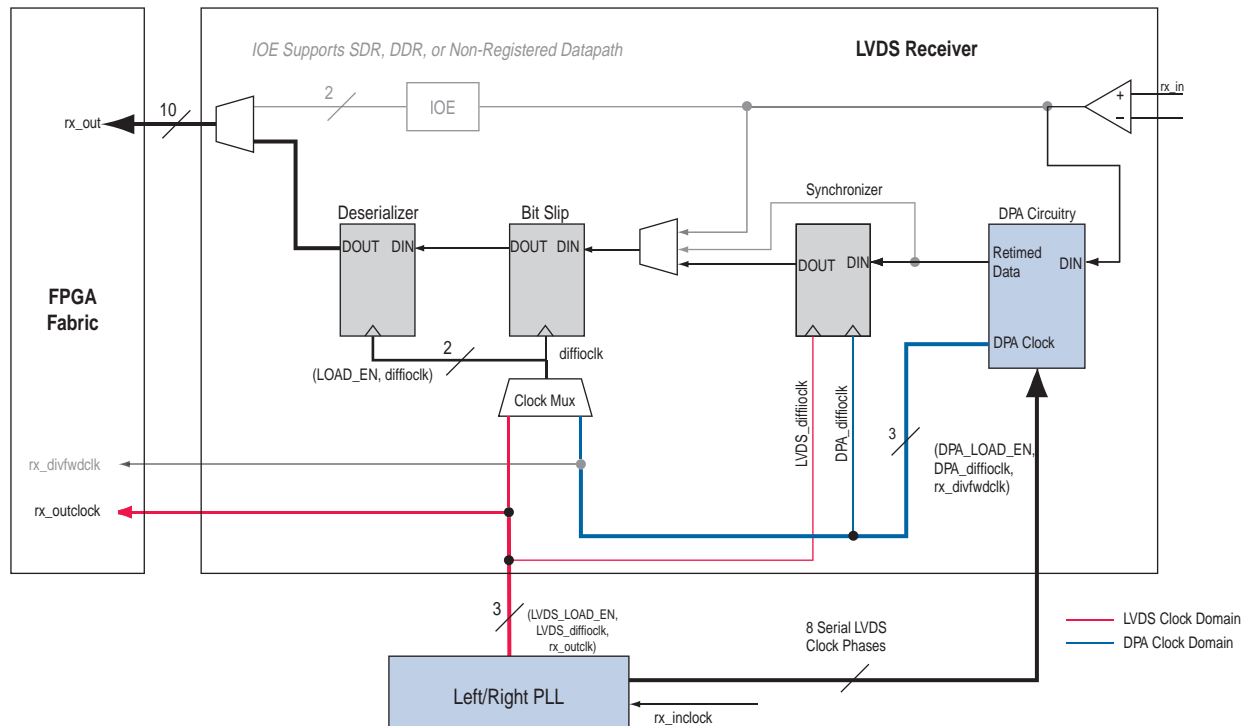 IOE Supports SDR, DDR, or Non-Registered Datapath
LVDS Receiver
2
IOE
+
–
rx_in
10
rx_out
Synchronizer
Deserializer
Bit Slip
DPA Circuitry
DOUT
DIN
DOUT
DIN
DOUT
DIN
Retimed
Data
DIN
FPGA
Fabric
2
diffioclk
(LOAD_EN, diffioclk)
DPA Clock
Clock Mux
LVDS_diffiioclk
DPA_diffioclk
3
(DPA_LOAD_EN,
DPA_diffioclk,
rx_divfwdclk)
rx_divfwdclk
rx_outclock
3
(LVDS_LOAD_EN,
LVDS_diffioclk,
rx_outclk)
8 Serial LVDS
Clock Phases
LVDS Clock Domain
DPA Clock Domain
Left/Right PLL
rx_inclock